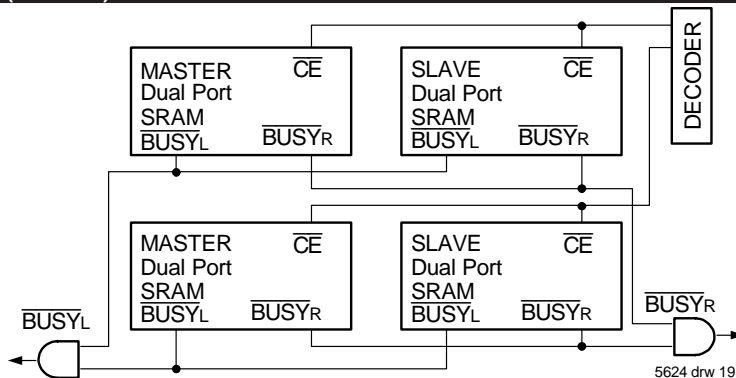 MASTER
Dual Port
SRAM
BUSYL
CE
BUSYR
SLAVE
Dual Port
SRAM
BUSYL
CE
BUSYR
DECODER
MASTER
Dual Port
SRAM
BUSYL
CE
BUSYR
SLAVE
Dual Port
SRAM
BUSYL
CE
BUSYR
BUSYL
BUSYR
5624 drw 19